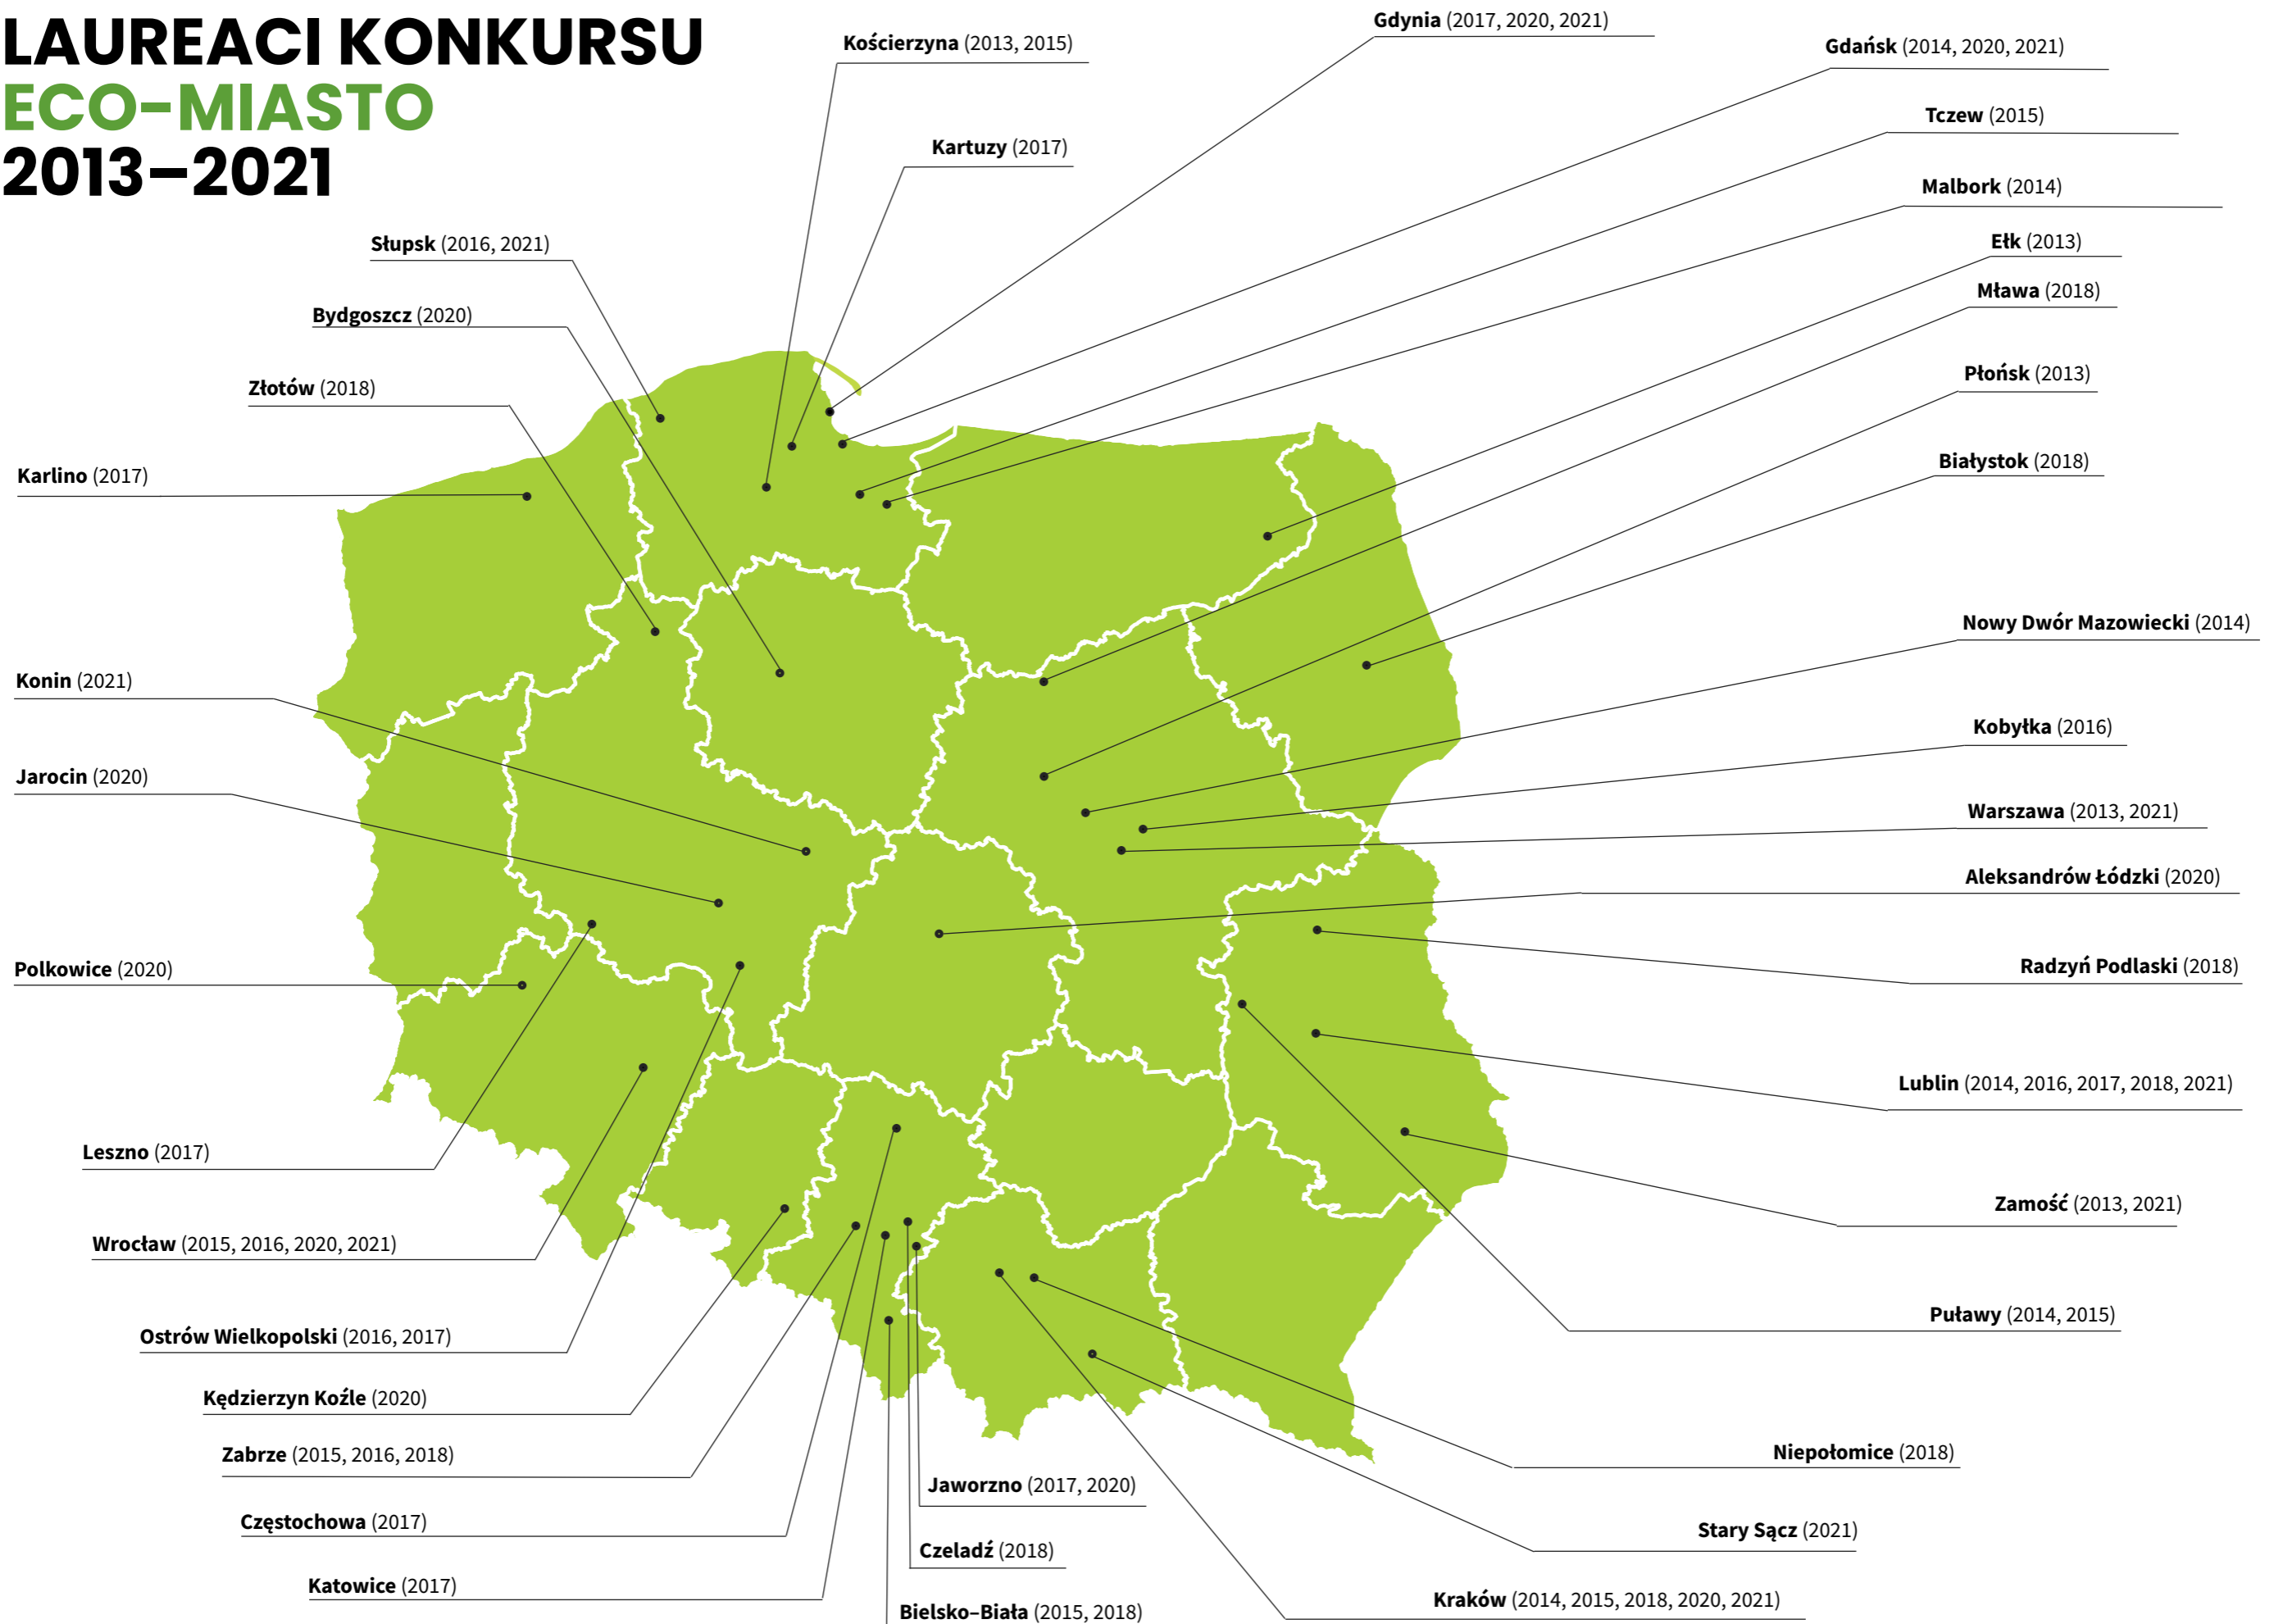 LAUREACI KONKURSU
ECO-MIASTO
2013–2021
Kościerzyna (2013, 2015)
Gdynia (2017, 2020, 2021)
Gdańsk (2014, 2020, 2021)
Tczew (2015)
Kartuzy (2017)
Malbork (2014)
Słupsk (2016, 2021)
Ełk (2013)
Mława (2018)
Bydgoszcz (2020)
Płońsk (2013)
Złotów (2018)
Białystok (2018)
Karlino (2017)
Nowy Dwór Mazowiecki (2014)
Konin (2021)
Kobyłka (2016)
Jarocin (2020)
Warszawa (2013, 2021)
Aleksandrów Łódzki (2020)
Polkowice (2020)
Radzyń Podlaski (2018)
Lublin (2014, 2016, 2017, 2018, 2021)
Leszno (2017)
Zamość (2013, 2021)
Wrocław (2015, 2016, 2020, 2021)
Puławy (2014, 2015)
Ostrów Wielkopolski (2016, 2017)
Kędzierzyn Koźle (2020)
Zabrze (2015, 2016, 2018)
Niepołomice (2018)
Jaworzno (2017, 2020)
Częstochowa (2017)
Stary Sącz (2021)
Czeladź (2018)
Katowice (2017)
Kraków (2014, 2015, 2018, 2020, 2021)
Bielsko–Biała (2015, 2018)